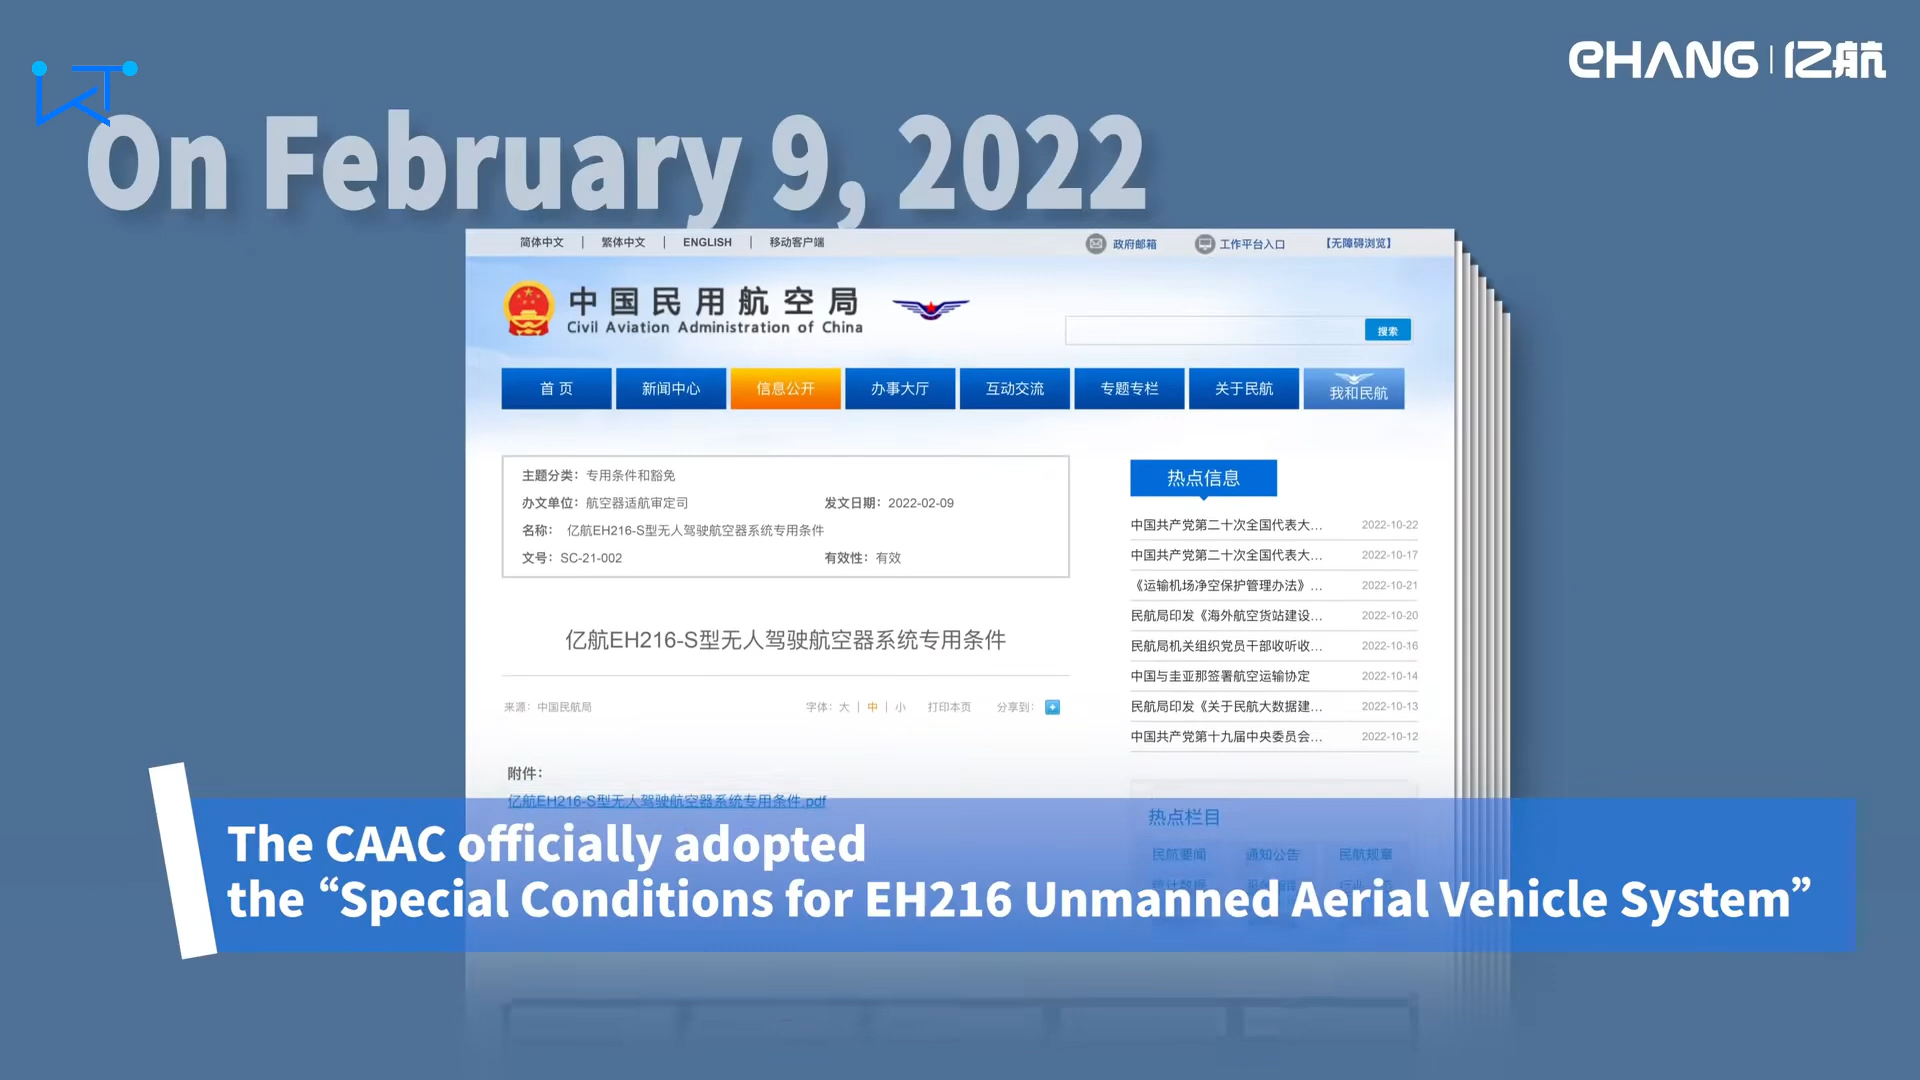 EHANG | 亿航
On February 9, 2022
简体中文 | 繁体中文 | ENGLISH | 移动客户端
政府邮箱 工作平台入口 【无障碍浏览】
中国民用航空局
Civil Aviation Administration of China
搜索
首页 新闻中心 信息公开 办事大厅 互动交流 专题专栏 关于民航 我和民航
主题分类：专用条件和豁免
办文单位：航空器适航审定司 发文日期：2022-02-09
名称：亿航EH216-S型无人驾驶航空器系统专用条件
文号：SC-21-002 有效性：有效
亿航EH216-S型无人驾驶航空器系统专用条件
来源：中国民航局 字体：大 | 中 | 小 打印本页 分享到：
附件：
亿航EH216-S型无人驾驶航空器系统专用条件.pdf
热点信息
中国共产党第二十次全国代表大... 2022-10-22
中国共产党第二十次全国代表大... 2022-10-17
《运输机场净空保护管理办法》... 2022-10-21
民航局印发《海外航空货站建设... 2022-10-20
民航局机关组织党员干部收听收... 2022-10-16
中国与圭亚那签署航空运输协定 2022-10-14
民航局印发《关于民航大数据建... 2022-10-13
中国共产党第十九届中央委员会... 2022-10-12
热点栏目
民航要闻 通知公告 民航规章
The CAAC officially adopted
the “Special Conditions for EH216 Unmanned Aerial Vehicle System”